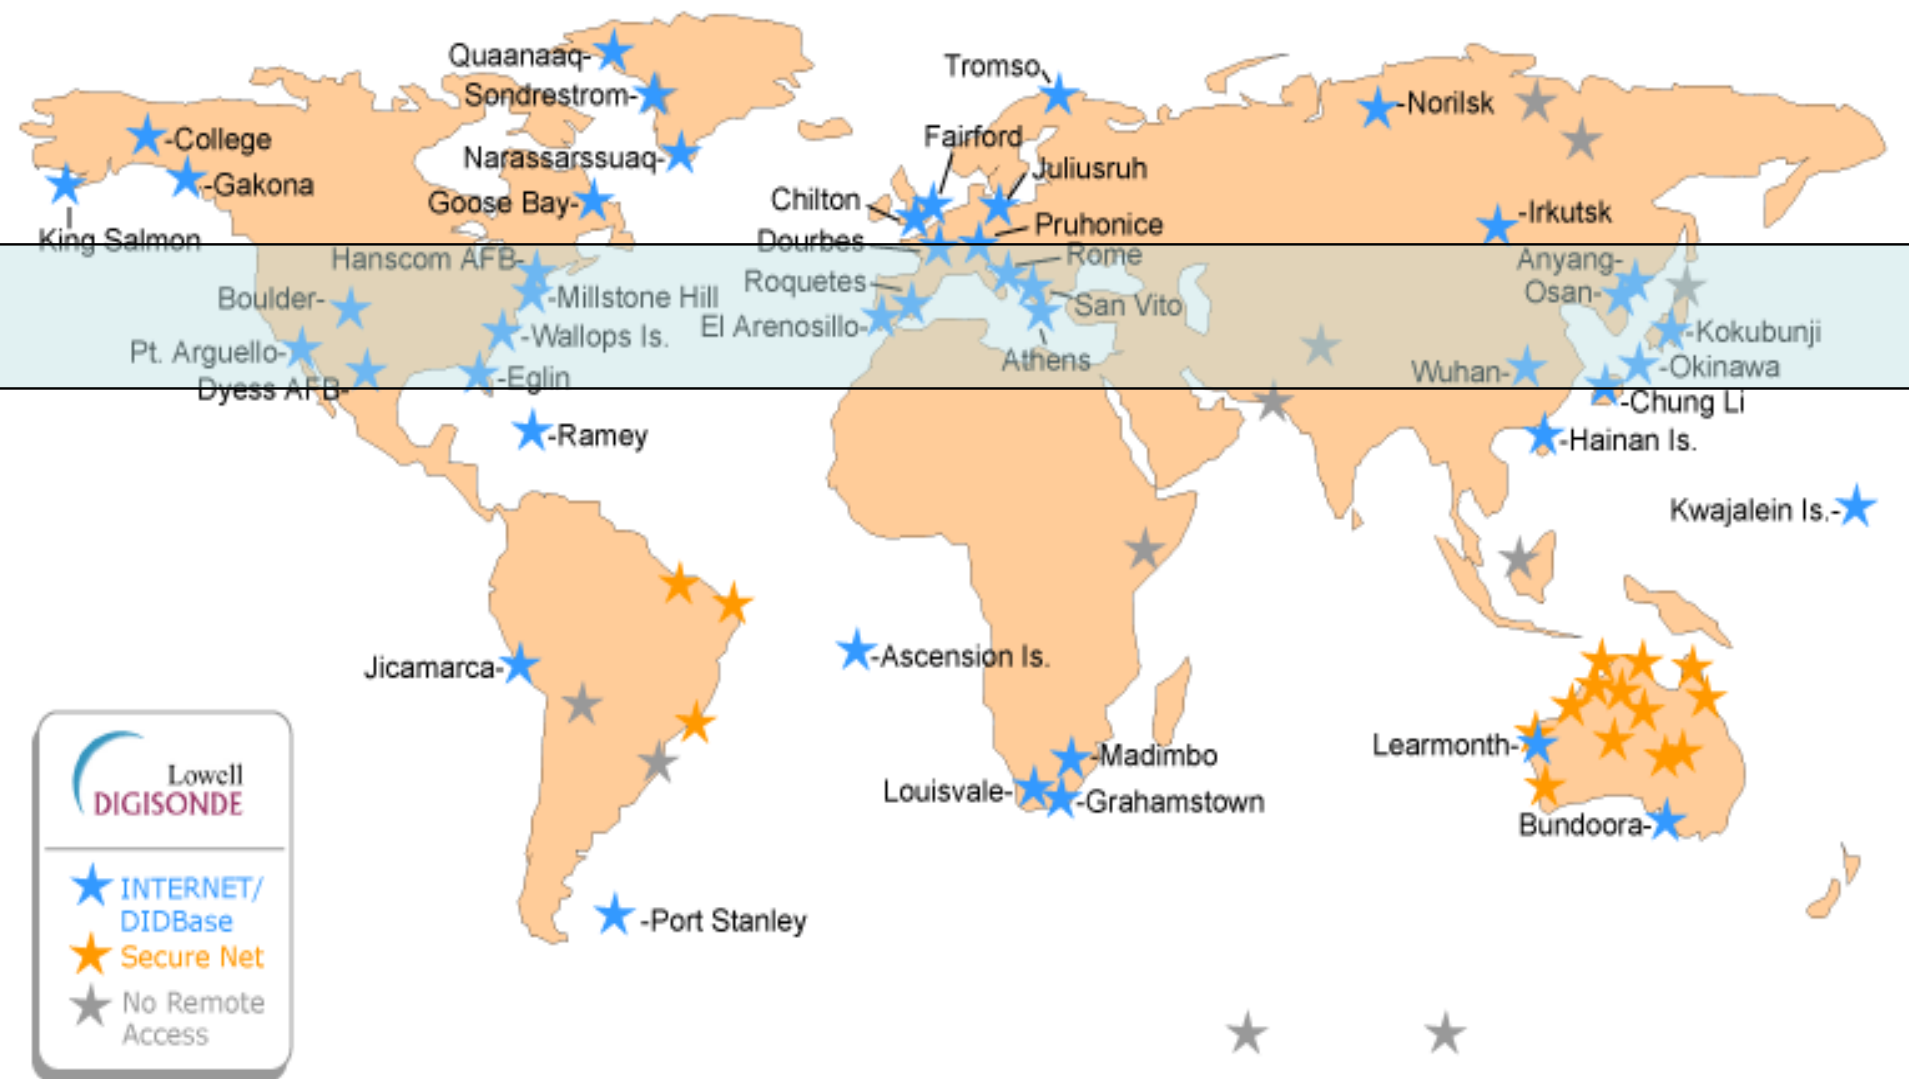 Quaanaaq-
Tromso
Sondrestrom-
-Norilsk
-College
Fairford
Narassarssuaq-
Juliusruh
-Gakona
Goose Bay-
Chilton
-Irkutsk
Pruhonice
King Salmon
Dourbes
Hanscom AFB-
Rome
Anyang-
Roquetes
Osan-
Boulder-
-Millstone Hill
San Vito
El Arenosillo-
-Wallops Is.
-Kokubunji
Pt. Arguello-
Athens
Wuhan-
-Okinawa
-Eglin
Dyess AFB-
-Chung Li
-Ramey
-Hainan Is.
Kwajalein Is.-
Jicamarca-
-Ascension Is.
Learmonth-
-Madimbo
Louisvale-
-Grahamstown
Bundoora-
-Port Stanley
Lowell
DIGISONDE
INTERNET/
DIDBase
Secure Net
No Remote
Access